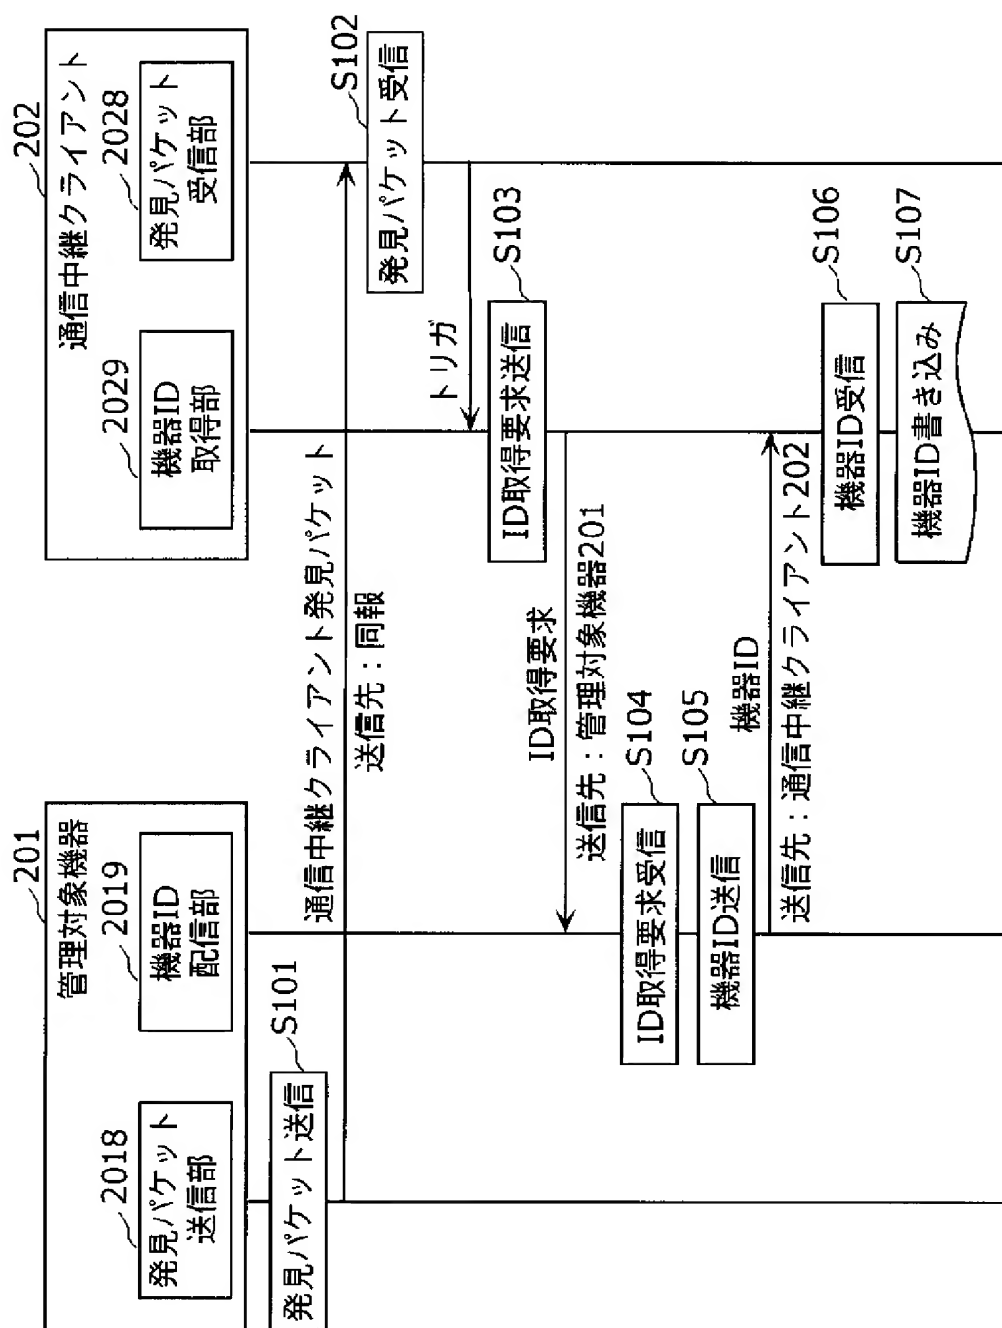 201
管理対象機器
2018
発見パケット
送信部
2019
機器ID
配信部
202
通信中継クライアント
2029
機器ID
取得部
2028
発見パケット
受信部
S101
発見パケット送信
通信中継クライアント発見パケット
送信先：同報
S102
発見パケット受信
トリガ
S103
ID取得要求送信
ID取得要求
送信先：管理対象機器201
S104
ID取得要求受信
S105
機器ID送信
機器ID
送信先：通信中継クライアント202
S106
機器ID受信
S107
機器ID書き込み